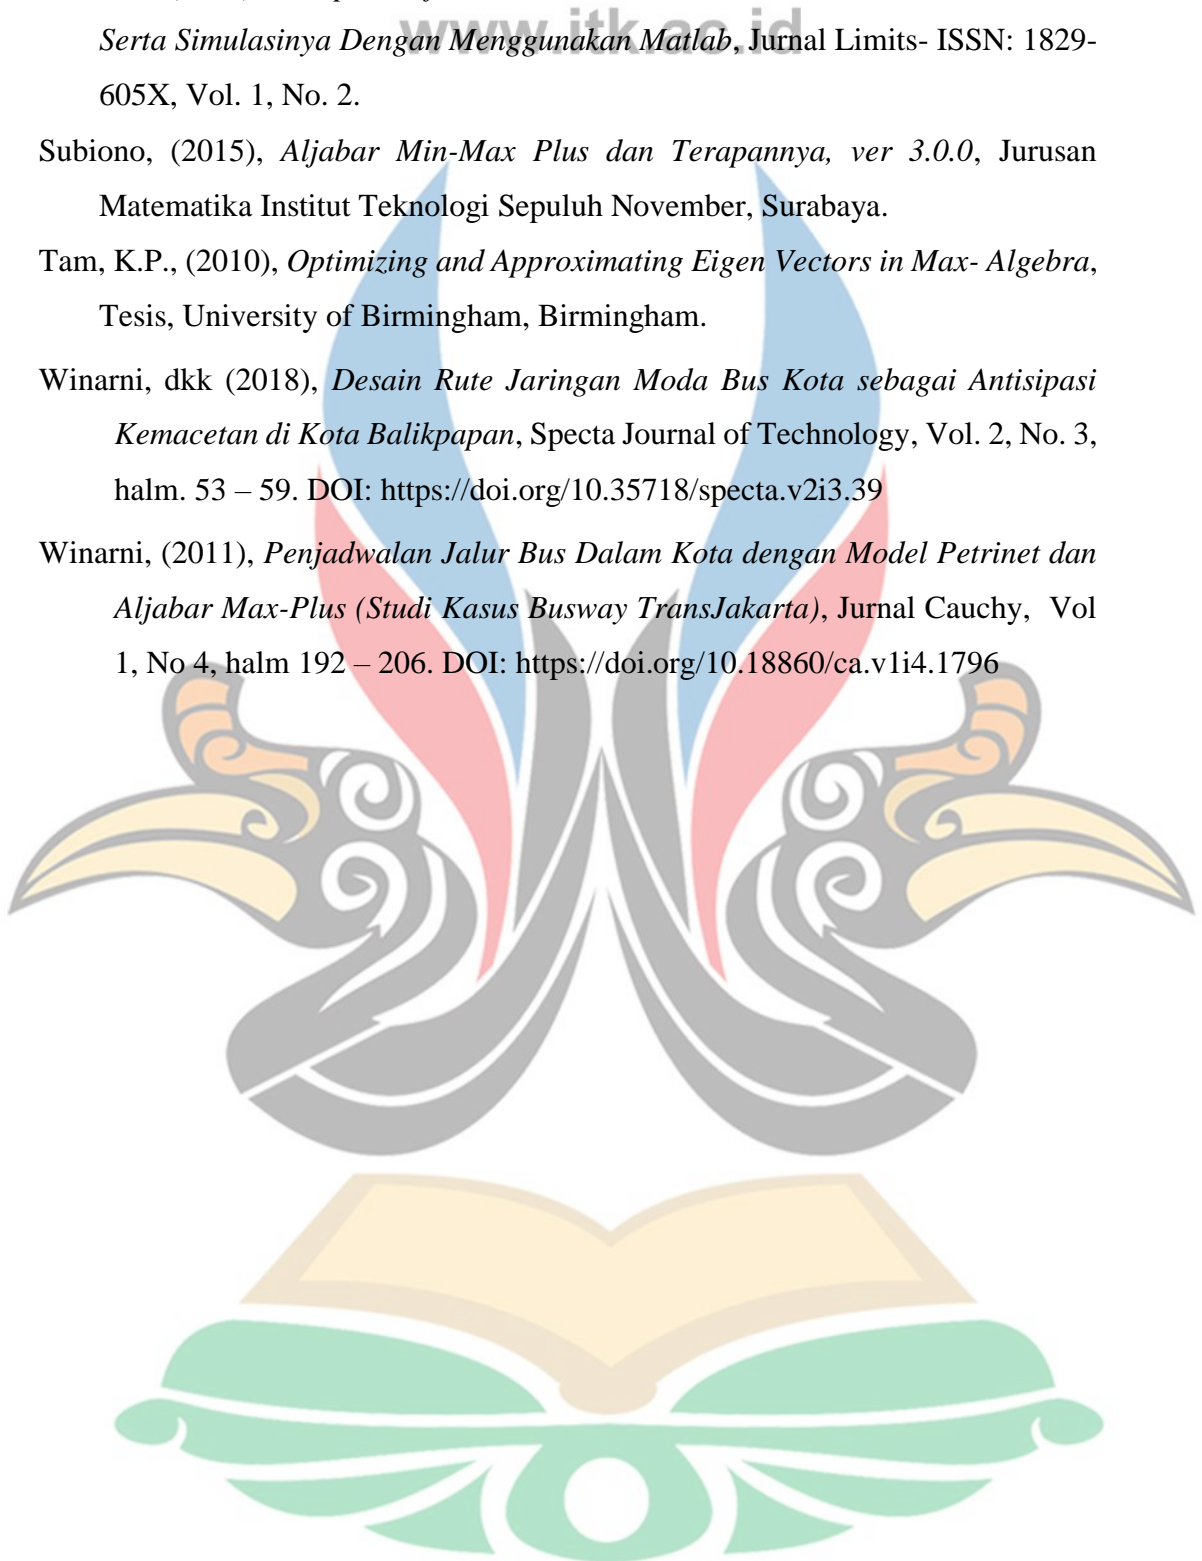 www.itk.ac.id
Serta Simulasinya Dengan Menggunakan Matlab, Jurnal Limits- ISSN: 1829-
605X, Vol. 1, No. 2.
Subiono, (2015), Aljabar Min-Max Plus dan Terapannya, ver 3.0.0, Jurusan
Matematika Institut Teknologi Sepuluh November, Surabaya.
Tam, K.P., (2010), Optimizing and Approximating Eigen Vectors in Max- Algebra,
Tesis, University of Birmingham, Birmingham.
Winarni, dkk (2018), Desain Rute Jaringan Moda Bus Kota sebagai Antisipasi
Kemacetan di Kota Balikpapan, Specta Journal of Technology, Vol. 2, No. 3,
halm. 53 – 59. DOI: https://doi.org/10.35718/specta.v2i3.39
Winarni, (2011), Penjadwalan Jalur Bus Dalam Kota dengan Model Petrinet dan
Aljabar Max-Plus (Studi Kasus Busway TransJakarta), Jurnal Cauchy, Vol
1, No 4, halm 192 – 206. DOI: https://doi.org/10.18860/ca.v1i4.1796